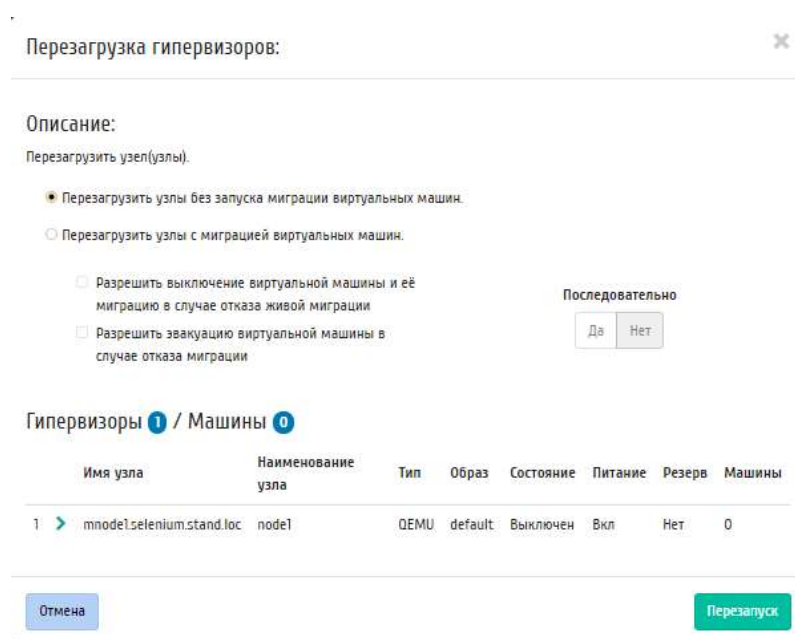 Перезагрузка гипервизоров:
Описание:
Перезагрузить узел(узлы).
Перезагрузить узлы без запуска миграции виртуальных машин.
Перезагрузить узлы с миграцией виртуальных машин.
Разрешить выключение виртуальной машины и её
миграцию в случае отказа живой миграции
Разрешить эвакуацию виртуальной машины в
случае отказа миграции
Последовательно
Да Нет
Гипервизоры 1 / Машины 0
Имя узла Наименование узла Тип Образ Состояние Питание Резерв Машины
1 mnode1.selenium.stand.loc node1 QEMU default Выключен Вкл Нет 0
Отмена Перезапуск